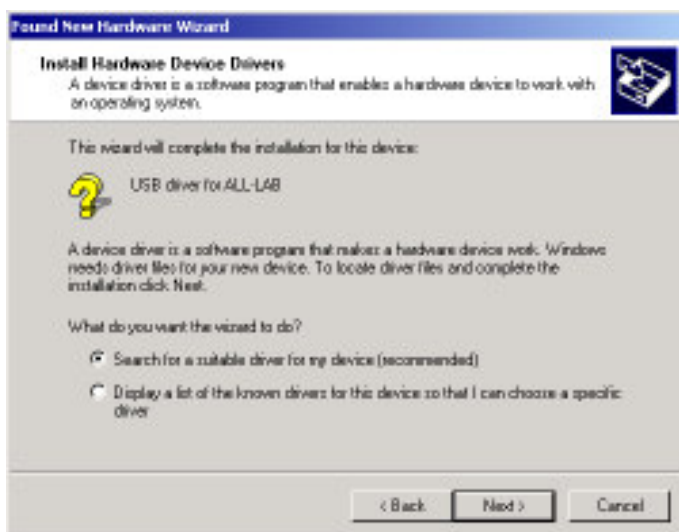 Found New Hardware Wizard
Install Hardware Device Drivers
A device driver is a software program that enables a hardware device to work with
an operating system.
This wizard will complete the installation for this device:
USB driver for ALL-LAB
A device driver is a software program that makes a hardware device work. Windows
needs driver files for your new device. To locate driver files and complete the
installation click Next.
What do you want the wizard to do?
Search for a suitable driver for my device (recommended)
Display a list of the known drivers for this device so that I can choose a specific
driver
< Back
Next >
Cancel